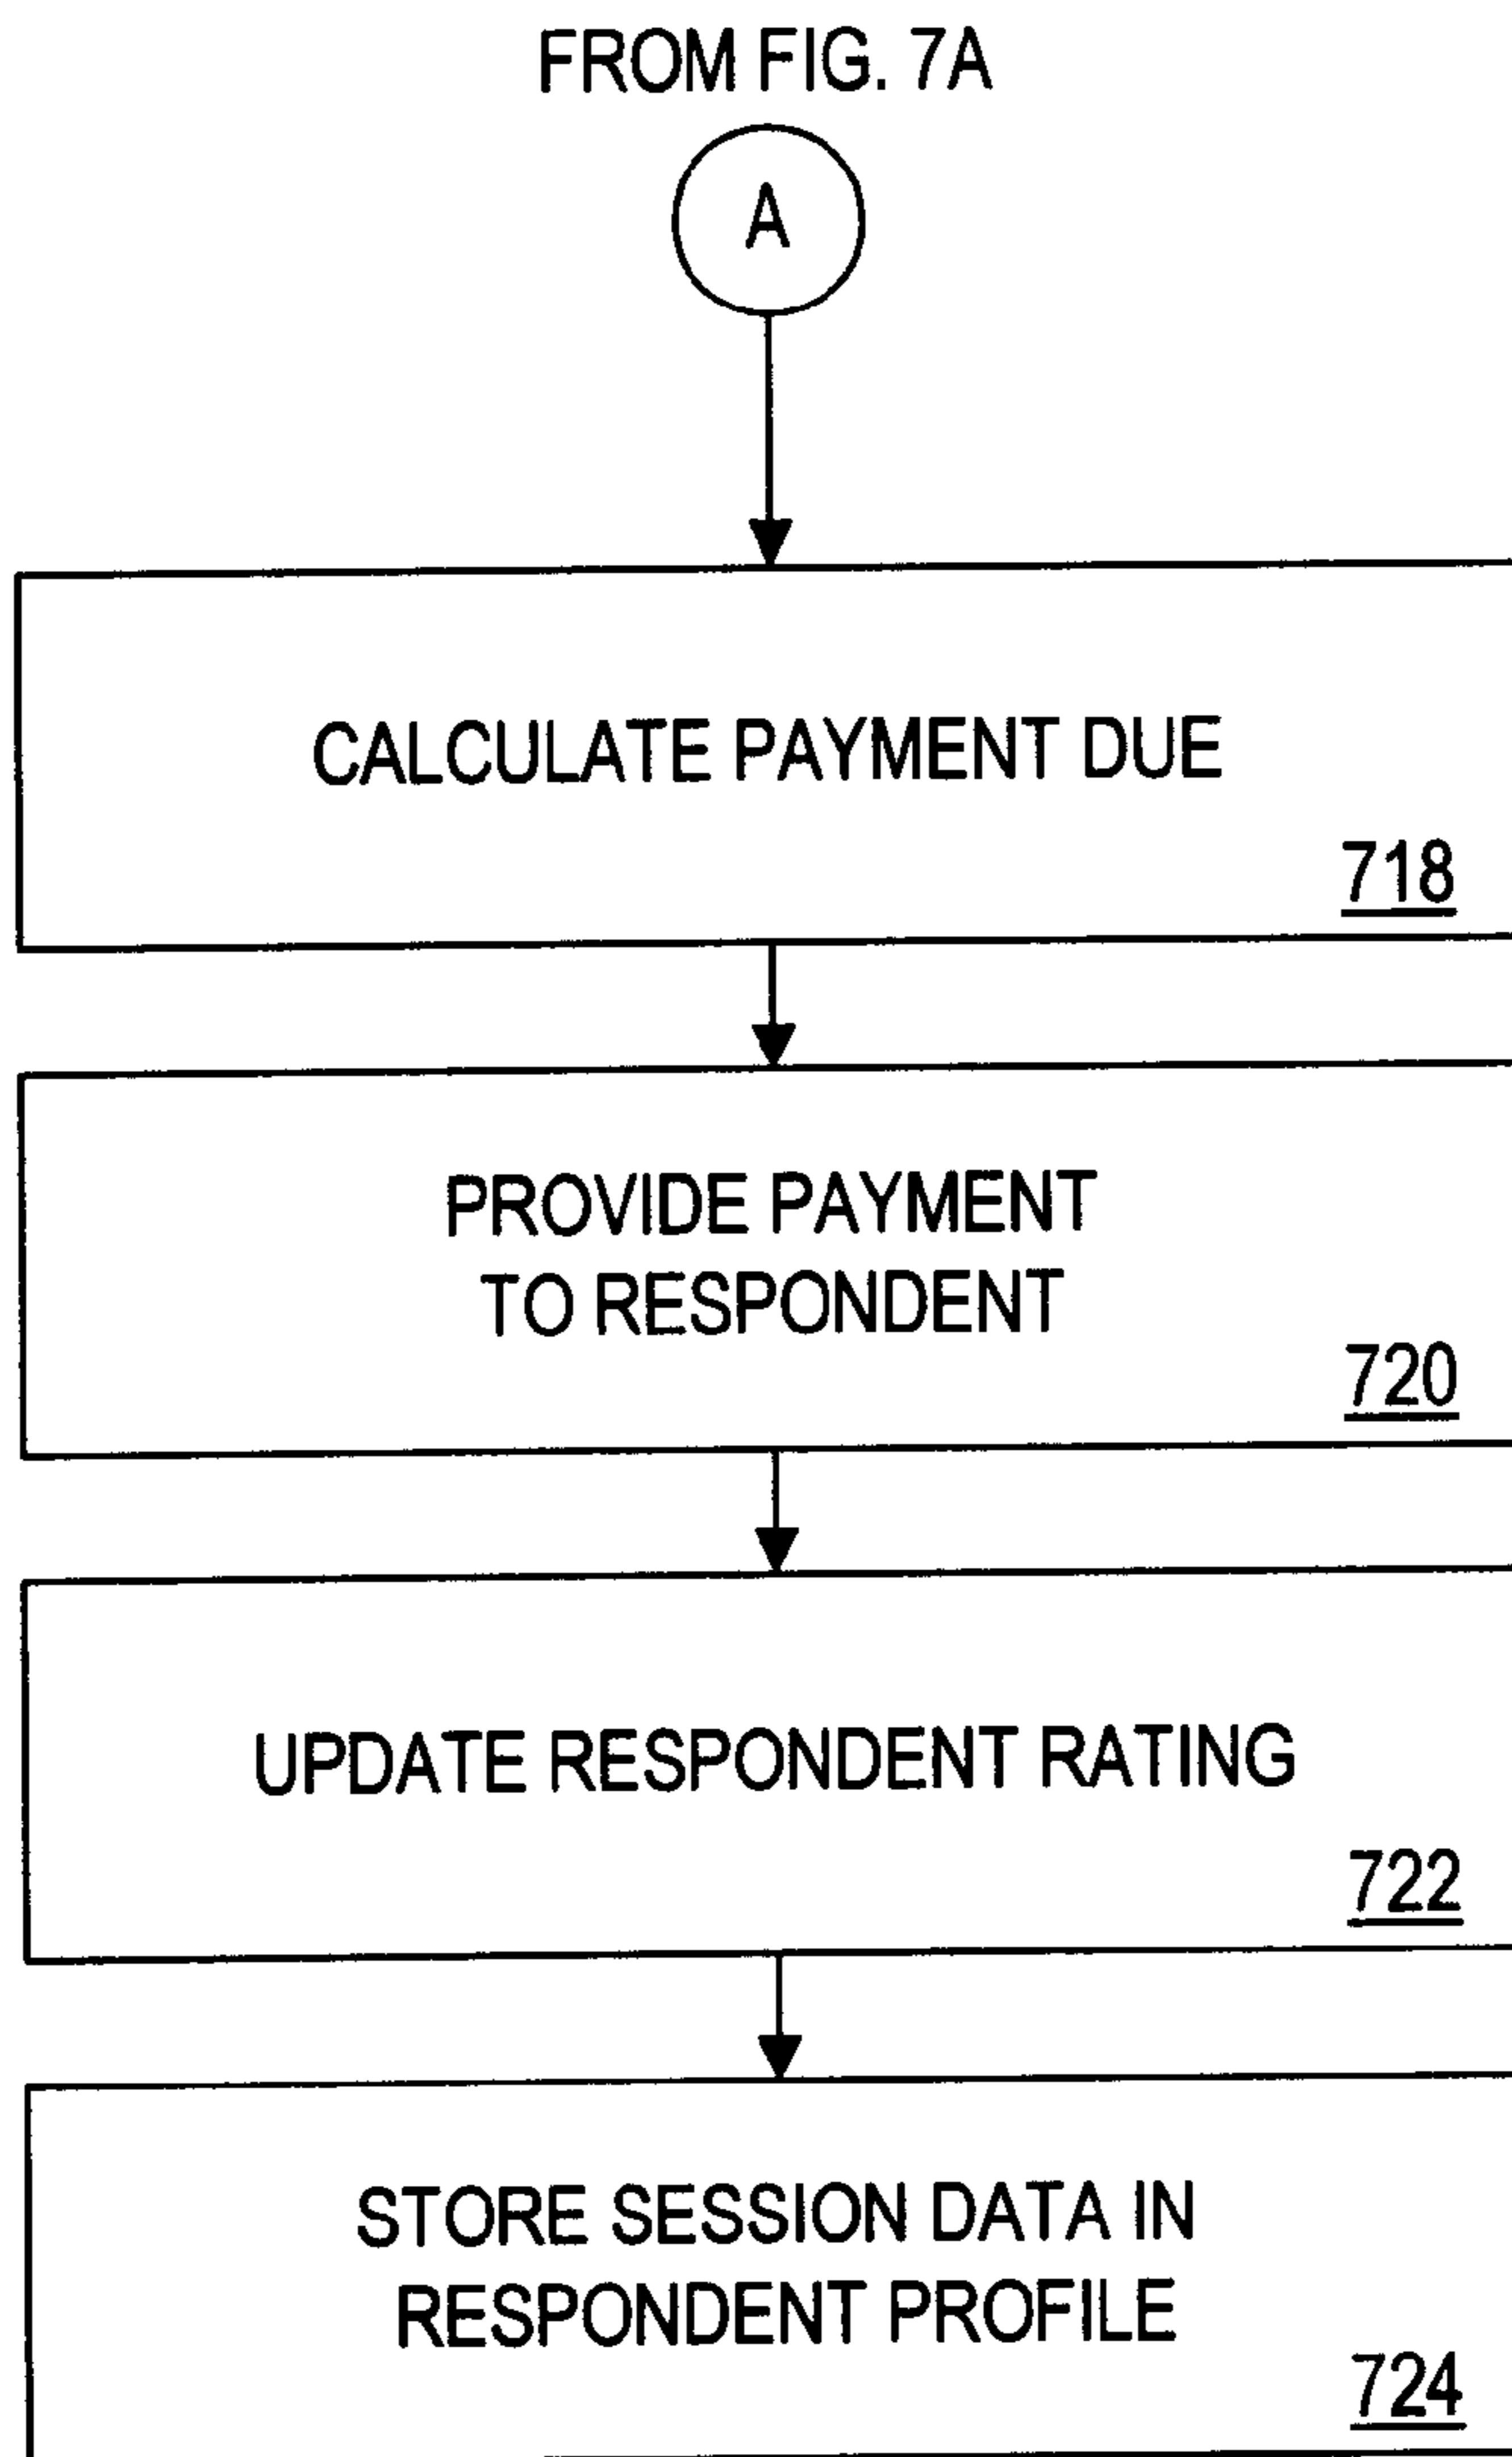 FROM FIG. 7A
A
CALCULATE PAYMENT DUE
718
PROVIDE PAYMENT
TO RESPONDENT
720
UPDATE RESPONDENT RATING
722
STORE SESSION DATA IN
RESPONDENT PROFILE
724